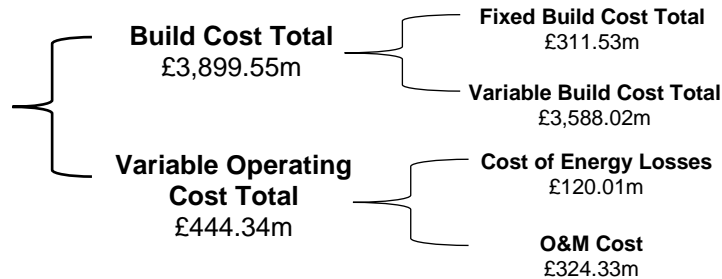 Build Cost Total
£3,899.55m
Fixed Build Cost Total
£311.53m
Variable Build Cost Total
£3,588.02m
Variable Operating
Cost Total
£444.34m
Cost of Energy Losses
£120.01m
O&M Cost
£324.33m